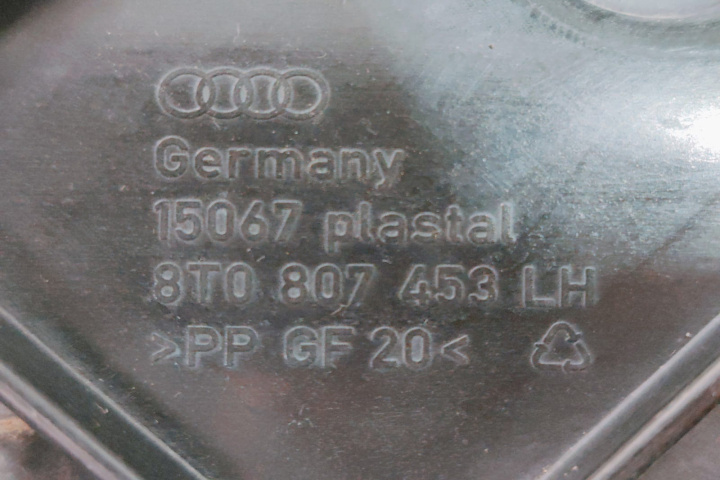 Germany
15067 plastal
8T0 807 453 LH
>PP GF 20<